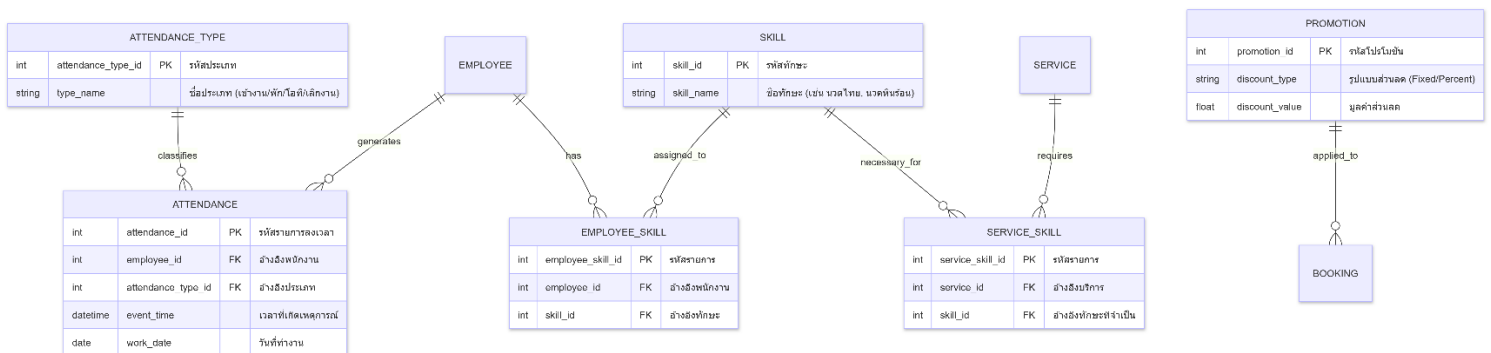 ATTENDANCE_TYPE
int attendance_type_id PK รหัสประเภท
string type_name ชื่อประเภท (เข้างาน/พัก/โอที/เลิกงาน)
EMPLOYEE
SKILL
int skill_id PK รหัสทักษะ
string skill_name ชื่อทักษะ (เช่น นวดไทย, นวดหินร้อน)
SERVICE
PROMOTION
int promotion_id PK รหัสโปรโมชัน
string discount_type รูปแบบส่วนลด (Fixed/Percent)
float discount_value มูลค่าส่วนลด
classifies
generates
has
assigned_to
necessary_for
requires
applied_to
ATTENDANCE
int attendance_id PK รหัสรายการลงเวลา
int employee_id FK อ้างอิงพนักงาน
int attendance_type_id FK อ้างอิงประเภท
datetime event_time เวลาที่เกิดเหตุการณ์
date work_date วันที่ทำงาน
EMPLOYEE_SKILL
int employee_skill_id PK รหัสรายการ
int employee_id FK อ้างอิงพนักงาน
int skill_id FK อ้างอิงทักษะ
SERVICE_SKILL
int service_skill_id PK รหัสรายการ
int service_id FK อ้างอิงบริการ
int skill_id FK อ้างอิงทักษะที่จำเป็น
BOOKING